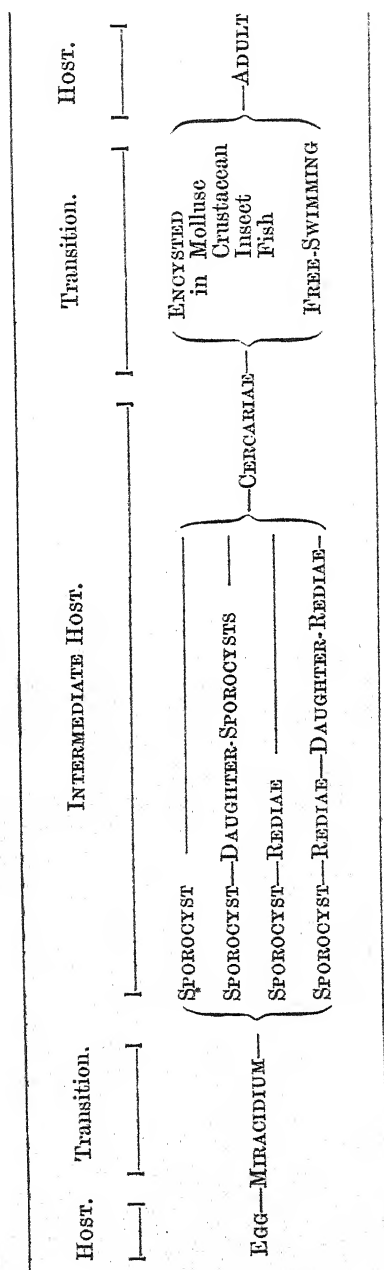 Host. Transition. INTERMEDIATE HOST. Transition. Host.
SPOROCYST
SPOROCYST—DAUGHTER-SPOROCYSTS
SPOROCYST—REDIAE
SPOROCYST—REDIAE—DAUGHTER-REDIAE—
EGG—MIRACIDIUM—
—CERCARIAE—
ENCYSTED
in Molluse
Crustacean
Insect
Fish
FREE-SWIMMING
—ADULT